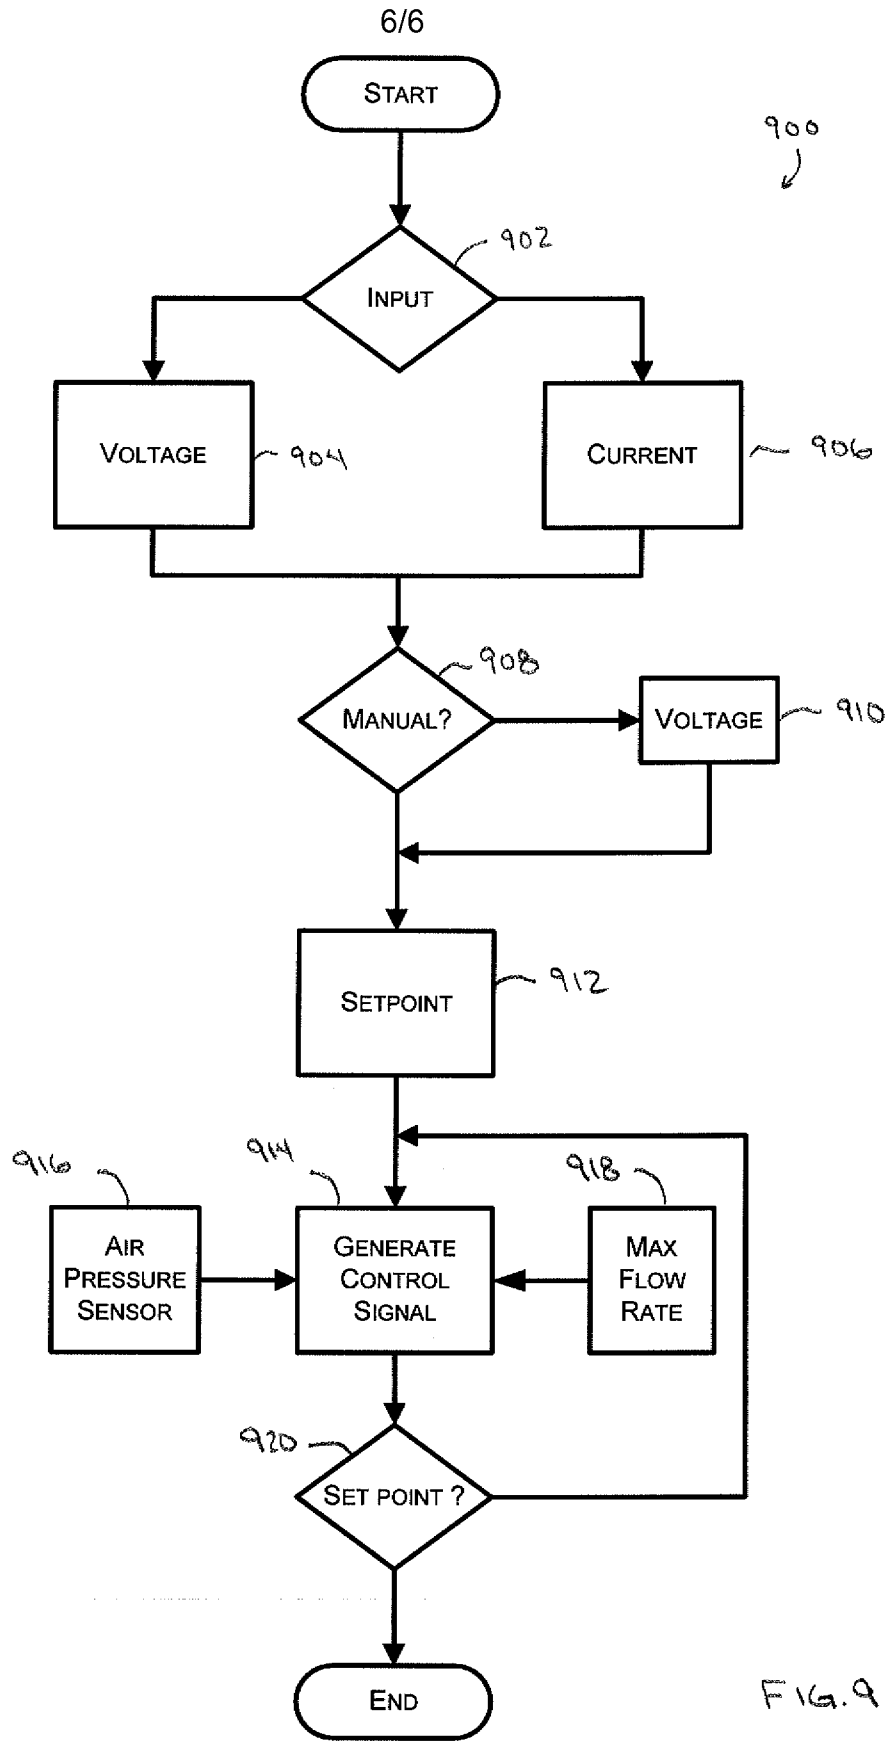 6/6
START
900
902
INPUT
VOLTAGE
904
CURRENT
906
908
MANUAL?
VOLTAGE
910
SETPOINT
912
916
914
918
AIR
PRESSURE
SENSOR
GENERATE
CONTROL
SIGNAL
MAX
FLOW
RATE
920
SET POINT ?
END
FIG. 9